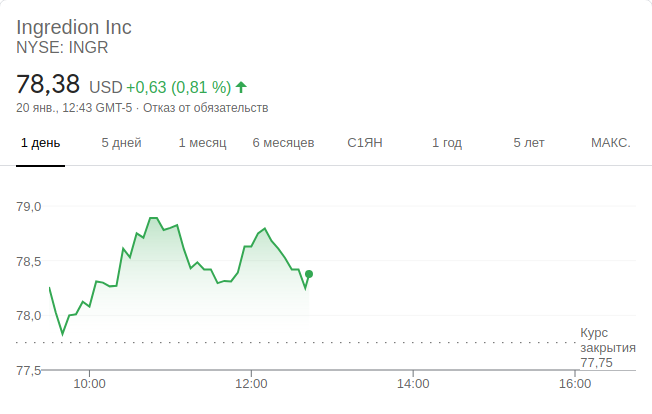 Ingredion Inc
NYSE: INGR
78,38 USD +0,63 (0,81 %)
20 янв., 12:43 GMT-5 · Отказ от обязательств
1 день 5 дней 1 месяц 6 месяцев С1ЯН 1 год 5 лет МАКС.
79,0
78,5
78,0
77,5
Курс
закрытия
77,75
10:00 12:00 14:00 16:00